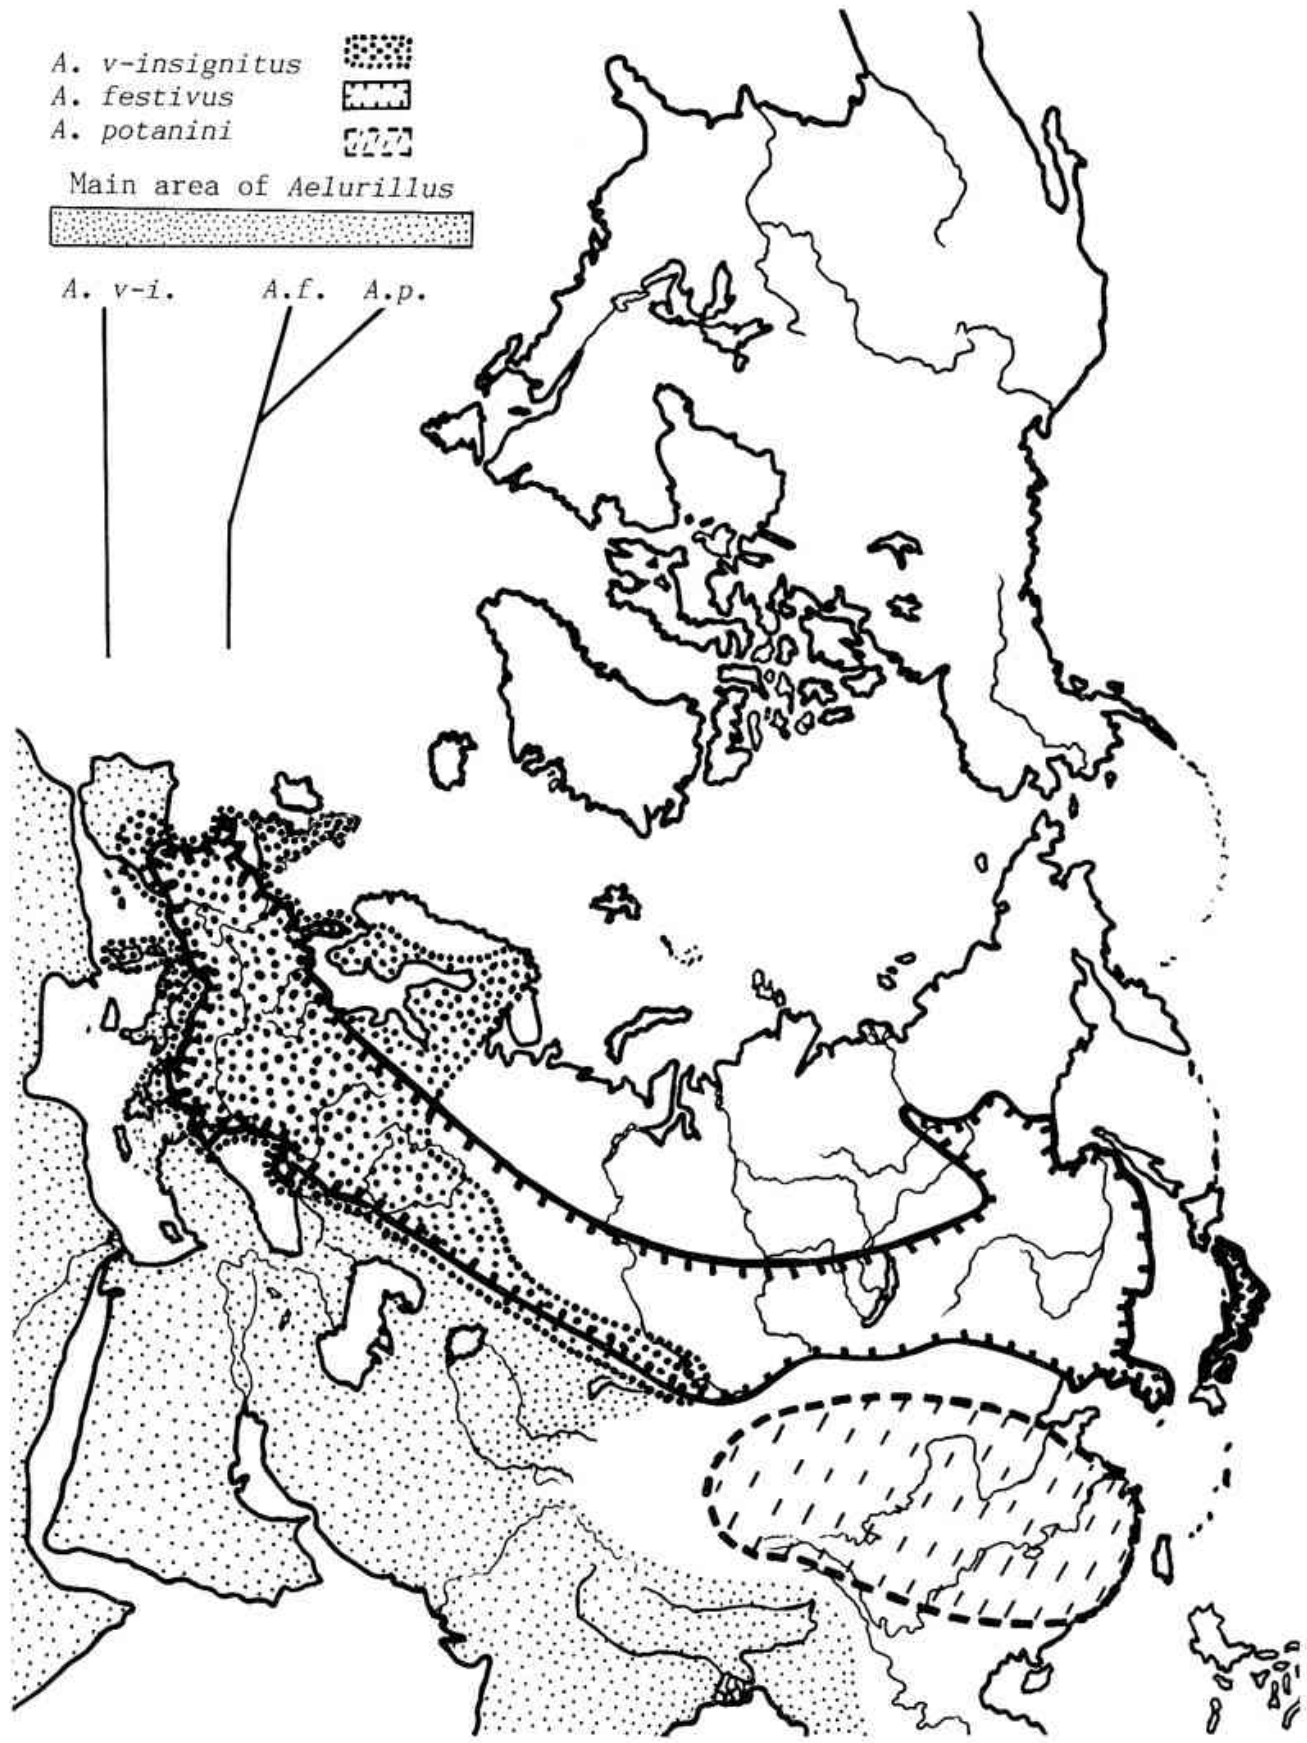 A. v-insignitus
A. festivus
A. potanini
Main area of Aelurillus
A. v-i. A.f. A.p.